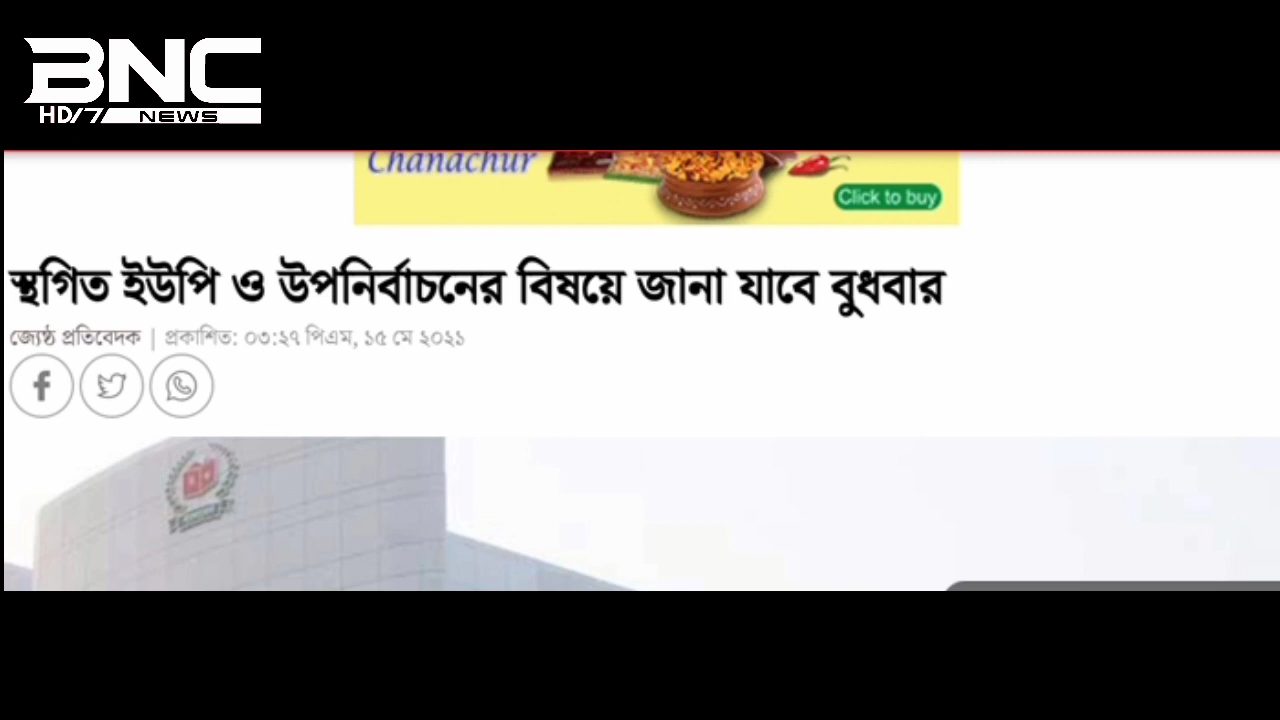 BNC
HD/7 NEWS
Chanachur
Click to buy
স্থগিত ইউপি ও উপনির্বাচনের বিষয়ে জানা যাবে বুধবার
জ্যেষ্ঠ প্রতিবেদক | প্রকাশিত: ০৩:২৭ পিএম, ১৫ মে ২০২১